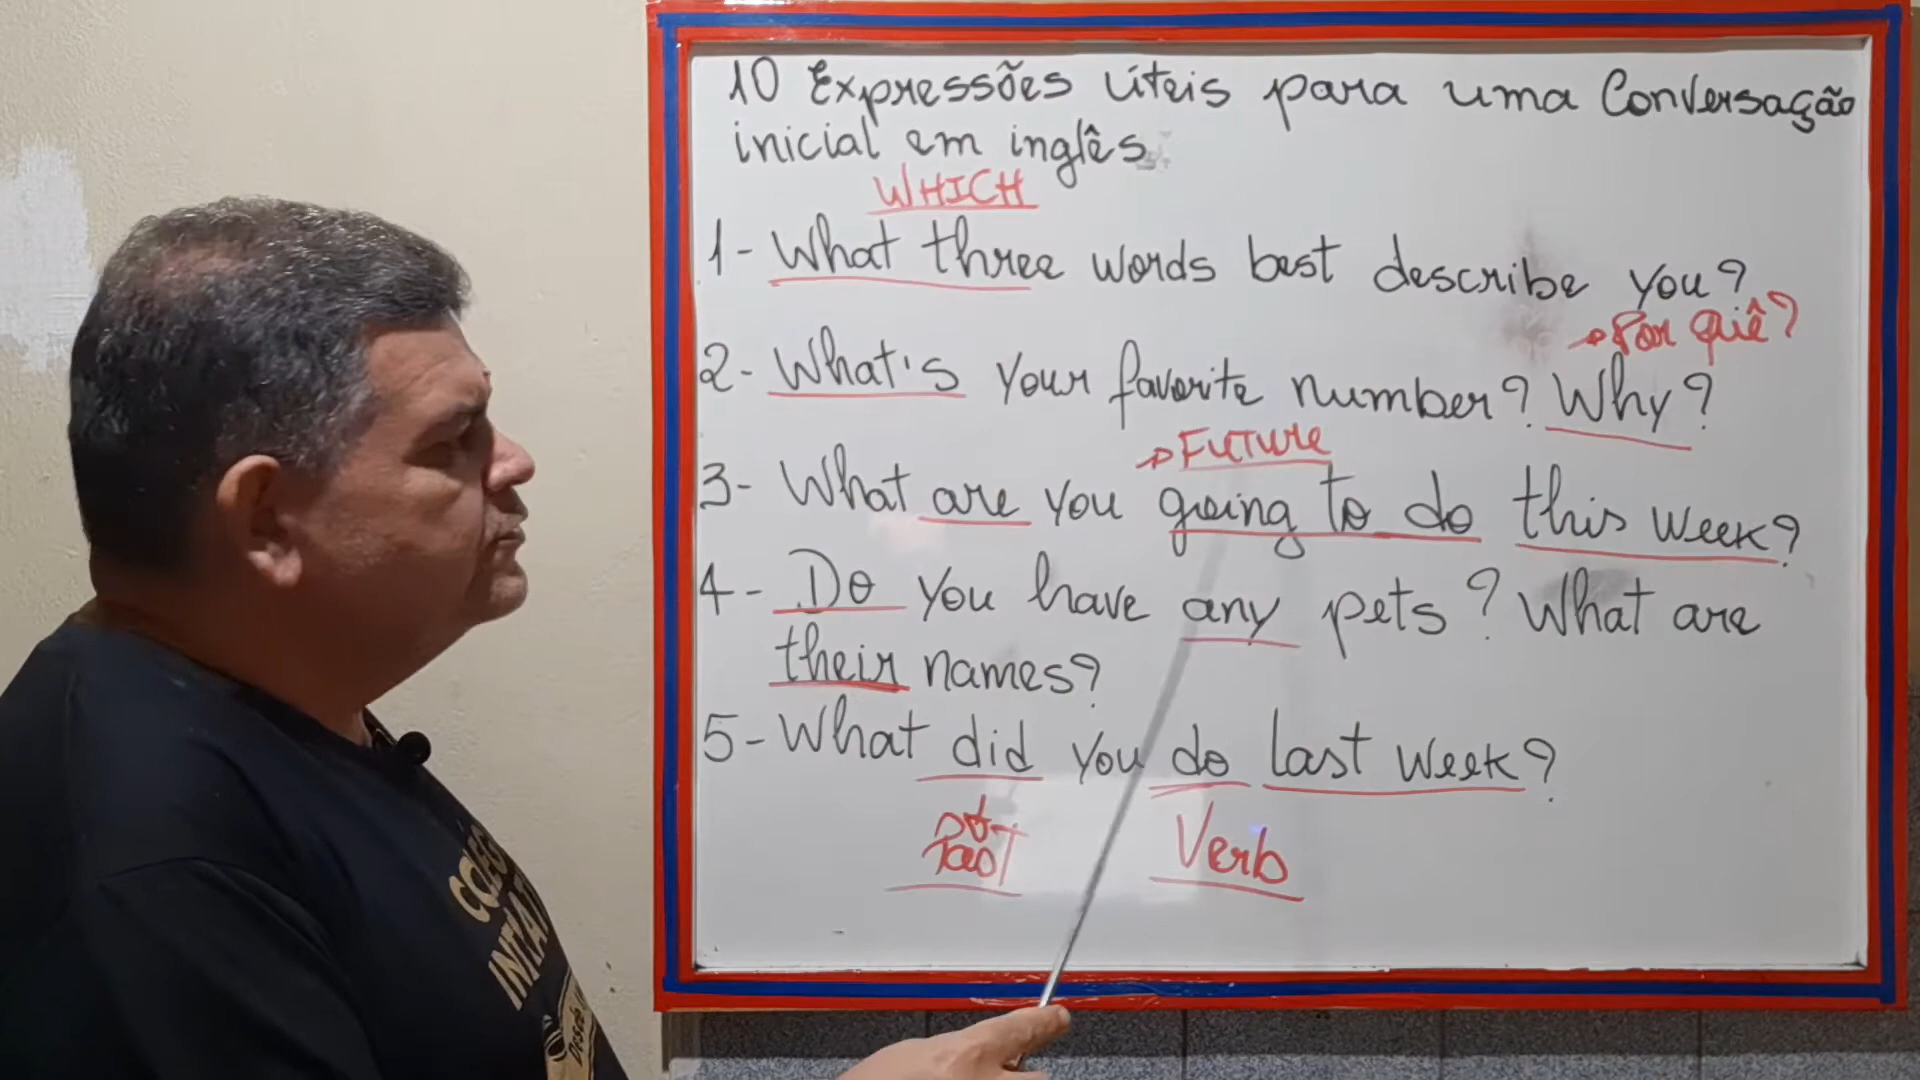 10 Expressões úteis para uma Conversação
inicial em inglês
WHICH
1- What three words best describe you?
Por quê?
2- What's your favorite number? Why?
FUTURE
3- What are you going to do this week?
4- Do you have any pets? What are
their names?
5- What did you do last week?
Past
Verb